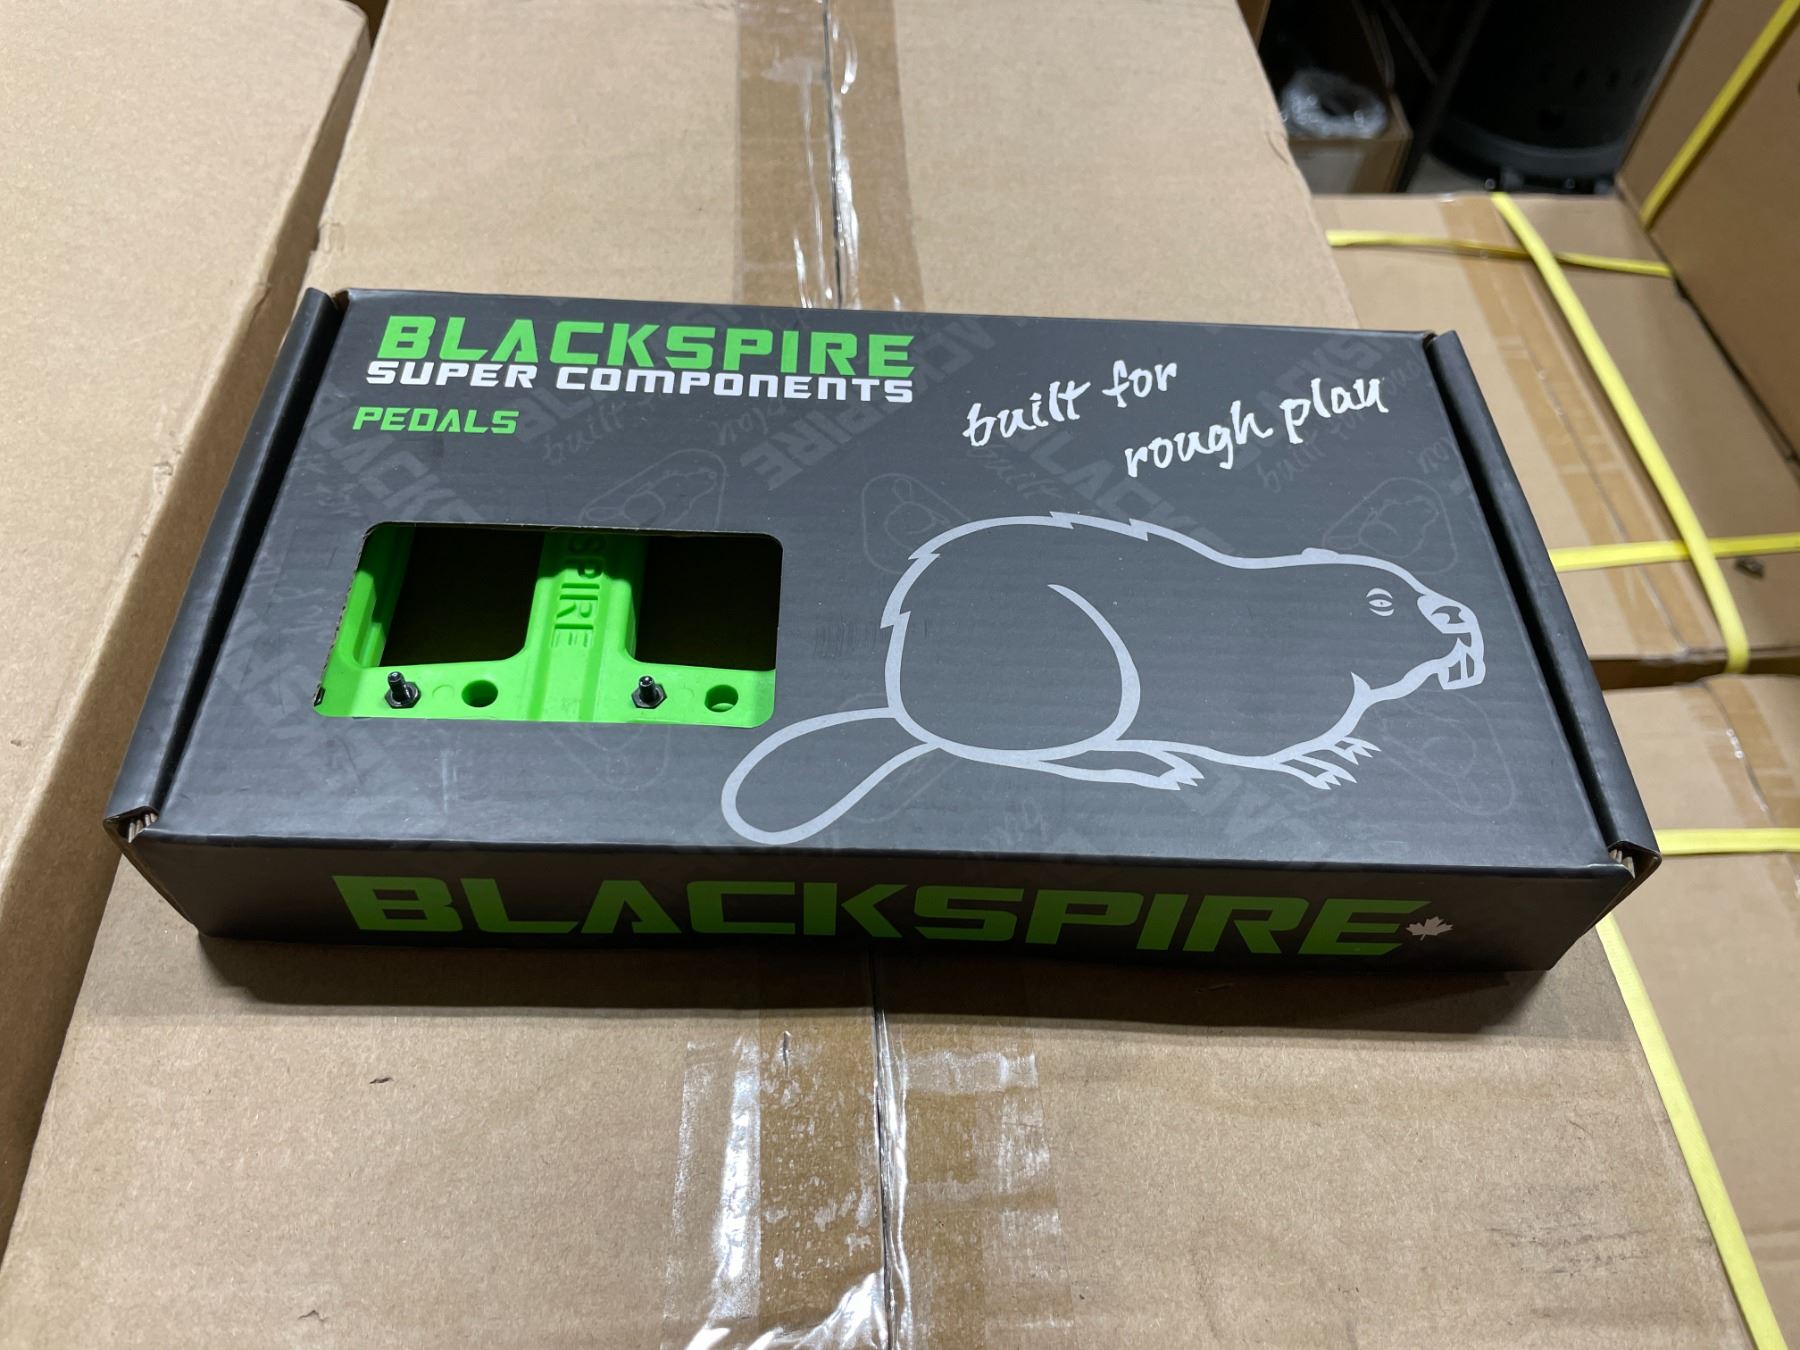 BLACKSPIRE
SUPER COMPONENTS
PEDALS
built for
rough play
SPIRE
BLACKSPIRE